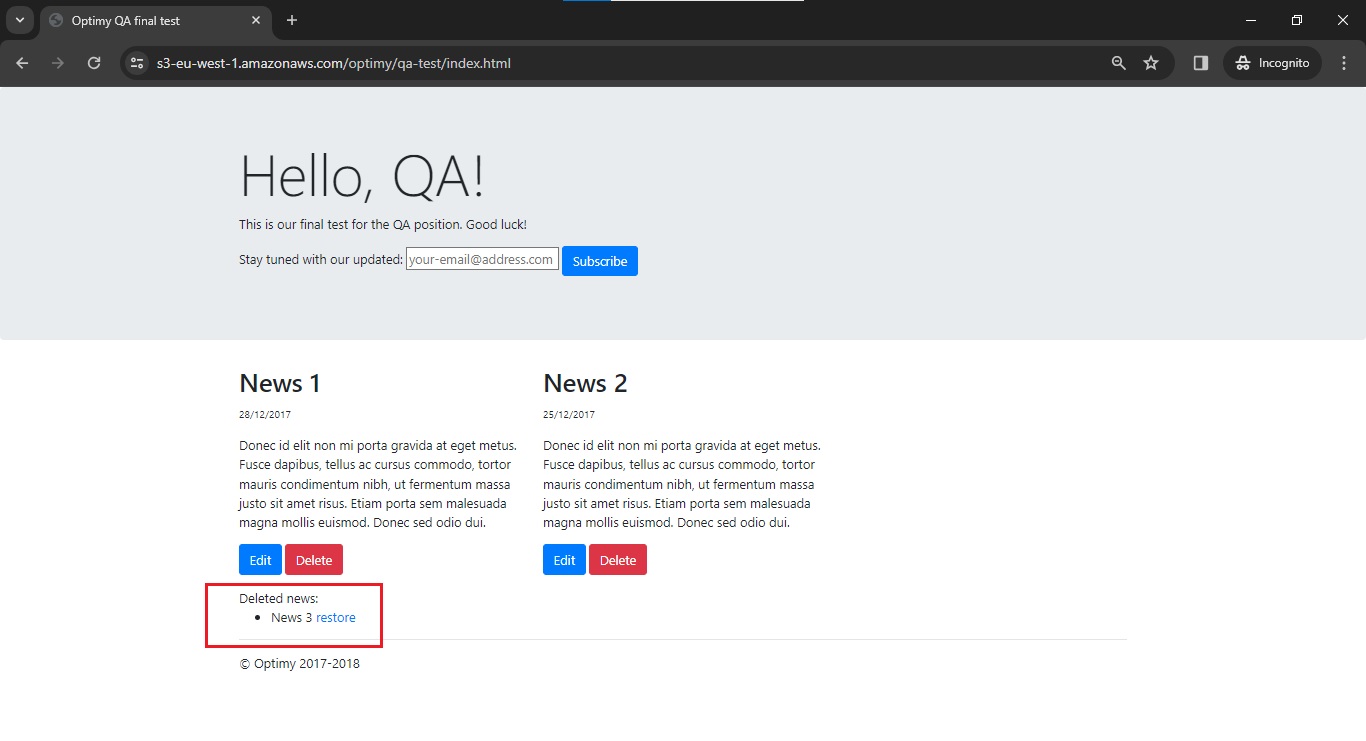 Optimy QA final test
s3-eu-west-1.amazonaws.com/optimy/qa-test/index.html
Incognito
Hello, QA!
This is our final test for the QA position. Good luck!
Stay tuned with our updated: your-email@address.com Subscribe
News 1
28/12/2017
Donec id elit non mi porta gravida at eget metus.
Fusce dapibus, tellus ac cursus commodo, tortor
mauris condimentum nibh, ut fermentum massa
justo sit amet risus. Etiam porta sem malesuada
magna mollis euismod. Donec sed odio dui.
Edit Delete
News 2
25/12/2017
Donec id elit non mi porta gravida at eget metus.
Fusce dapibus, tellus ac cursus commodo, tortor
mauris condimentum nibh, ut fermentum massa
justo sit amet risus. Etiam porta sem malesuada
magna mollis euismod. Donec sed odio dui.
Edit Delete
Deleted news:
• News 3 restore
© Optimy 2017-2018